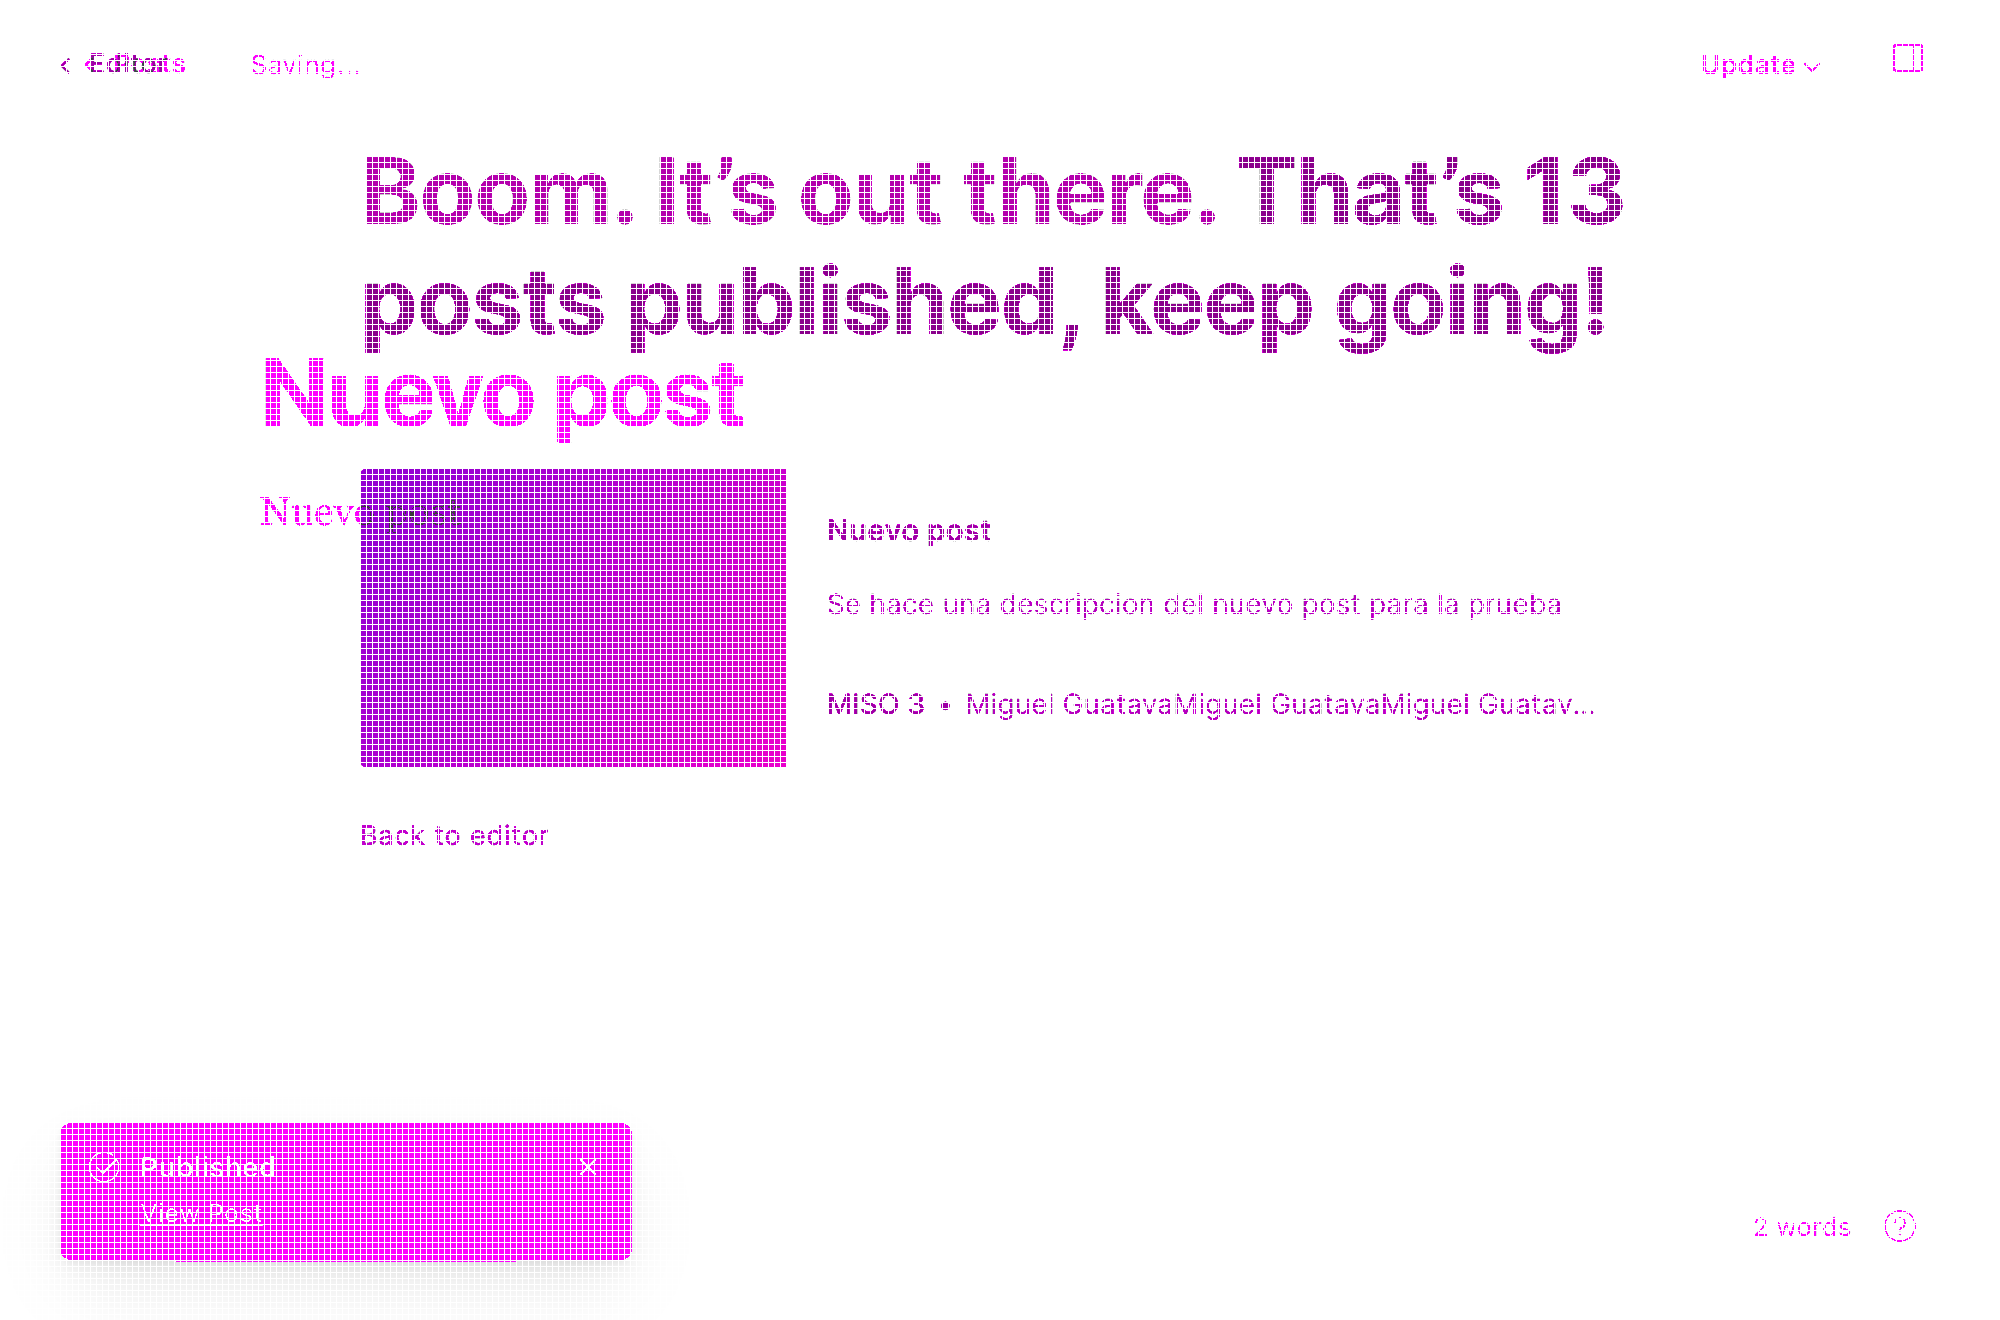 Editor
Posts
Saving...
Update
Boom. It's out there. That's 13
posts published, keep going!
Nuevo post
Nuevo post
Nuevo post
Se hace una descripcion del nuevo post para la prueba
MISO 3 • Miguel GuatavaMiguel GuatavaMiguel Guatav...
Back to editor
Published
View Post
2 words
?